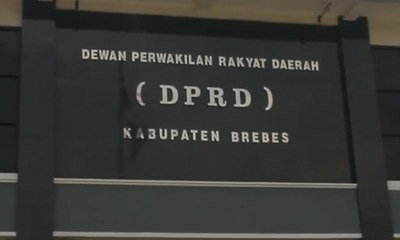 DEWAN PERWAKILAN RAKYAT DAERAH
( DPRD )
KABUPATEN BREBES